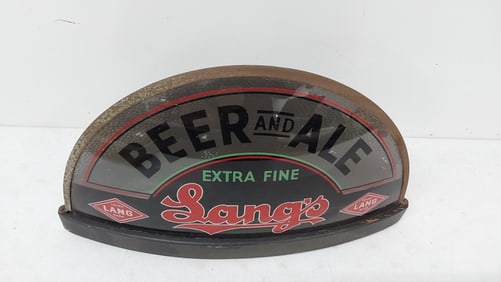 BEER AND ALE
EXTRA FINE
Lang's
LANG
LANG